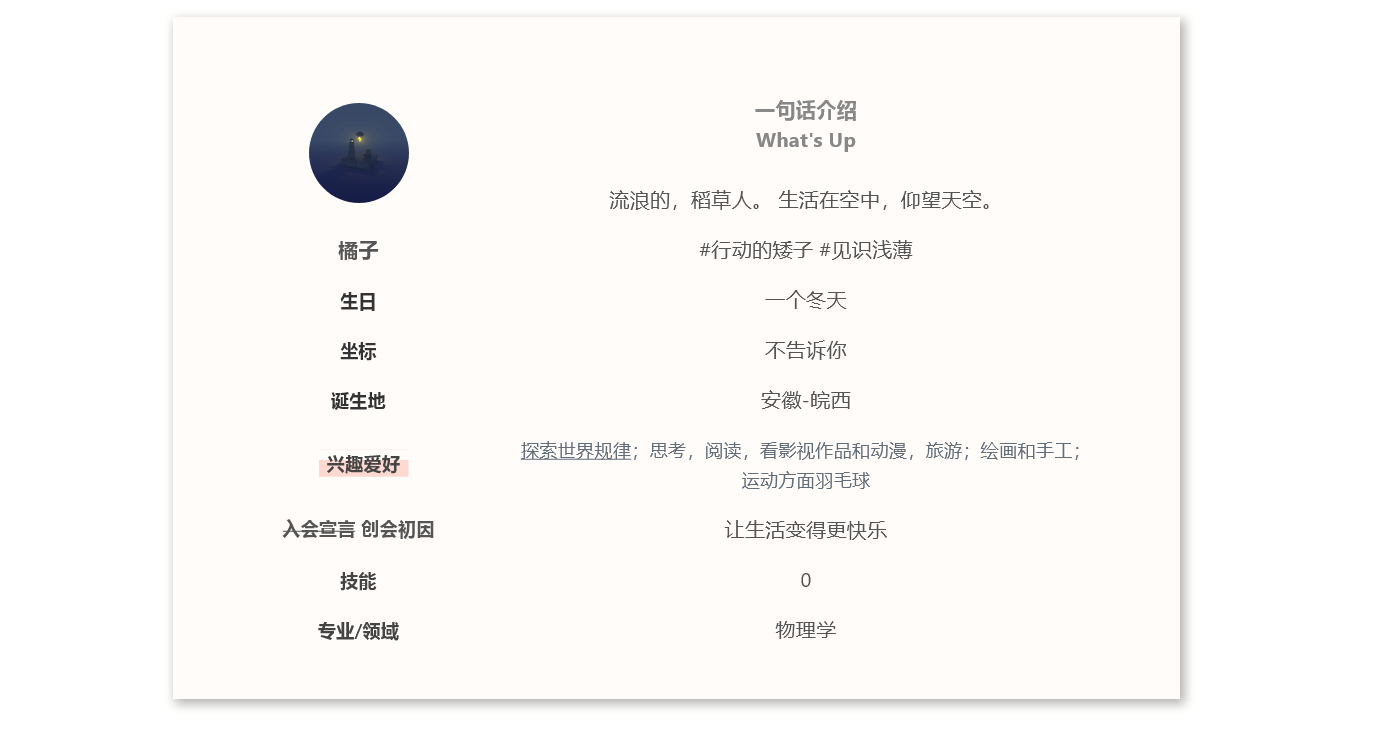 一句话介绍
What's Up
流浪的，稻草人。 生活在空中，仰望天空。
橘子
#行动的矮子 #见识浅薄
生日
一个冬天
坐标
不告诉你
诞生地
安徽-皖西
兴趣爱好
探索世界规律；思考，阅读，看影视作品和动漫，旅游；绘画和手工；
运动方面羽毛球
入会宣言 创会初因
让生活变得更快乐
技能
0
专业/领域
物理学